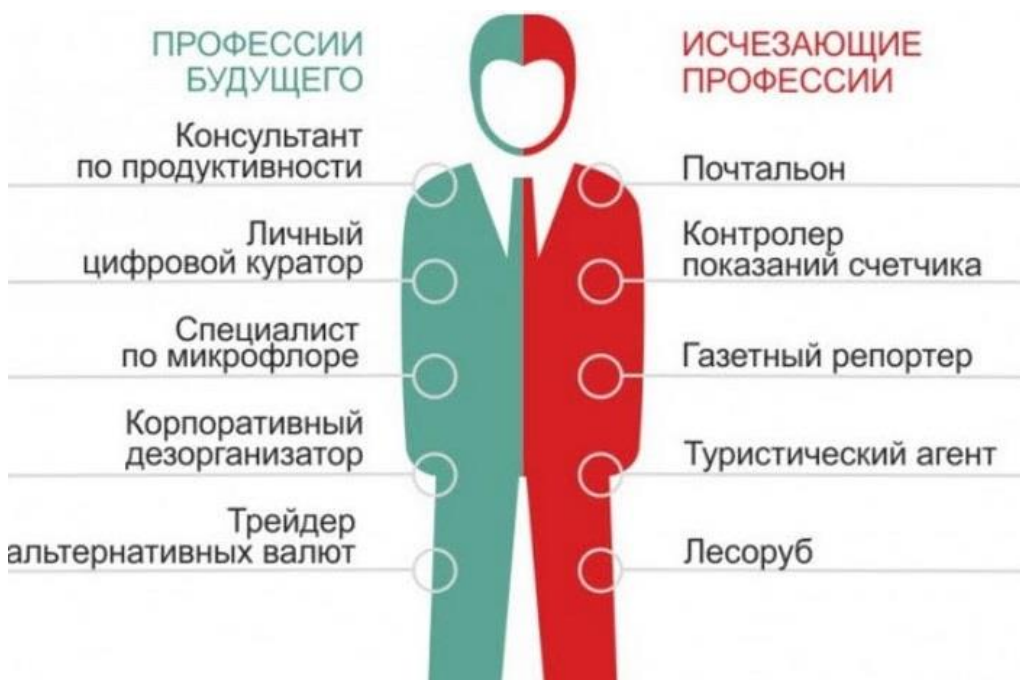 ПРОФЕССИИ
БУДУЩЕГО
Консультант
по продуктивности
Личный
цифровой куратор
Специалист
по микрофлоре
Корпоративный
дезорганизатор
Трейдер
альтернативных валют
ИСЧЕЗАЮЩИЕ
ПРОФЕССИИ
Почтальон
Контролер
показаний счетчика
Газетный репортер
Туристический агент
Лесоруб